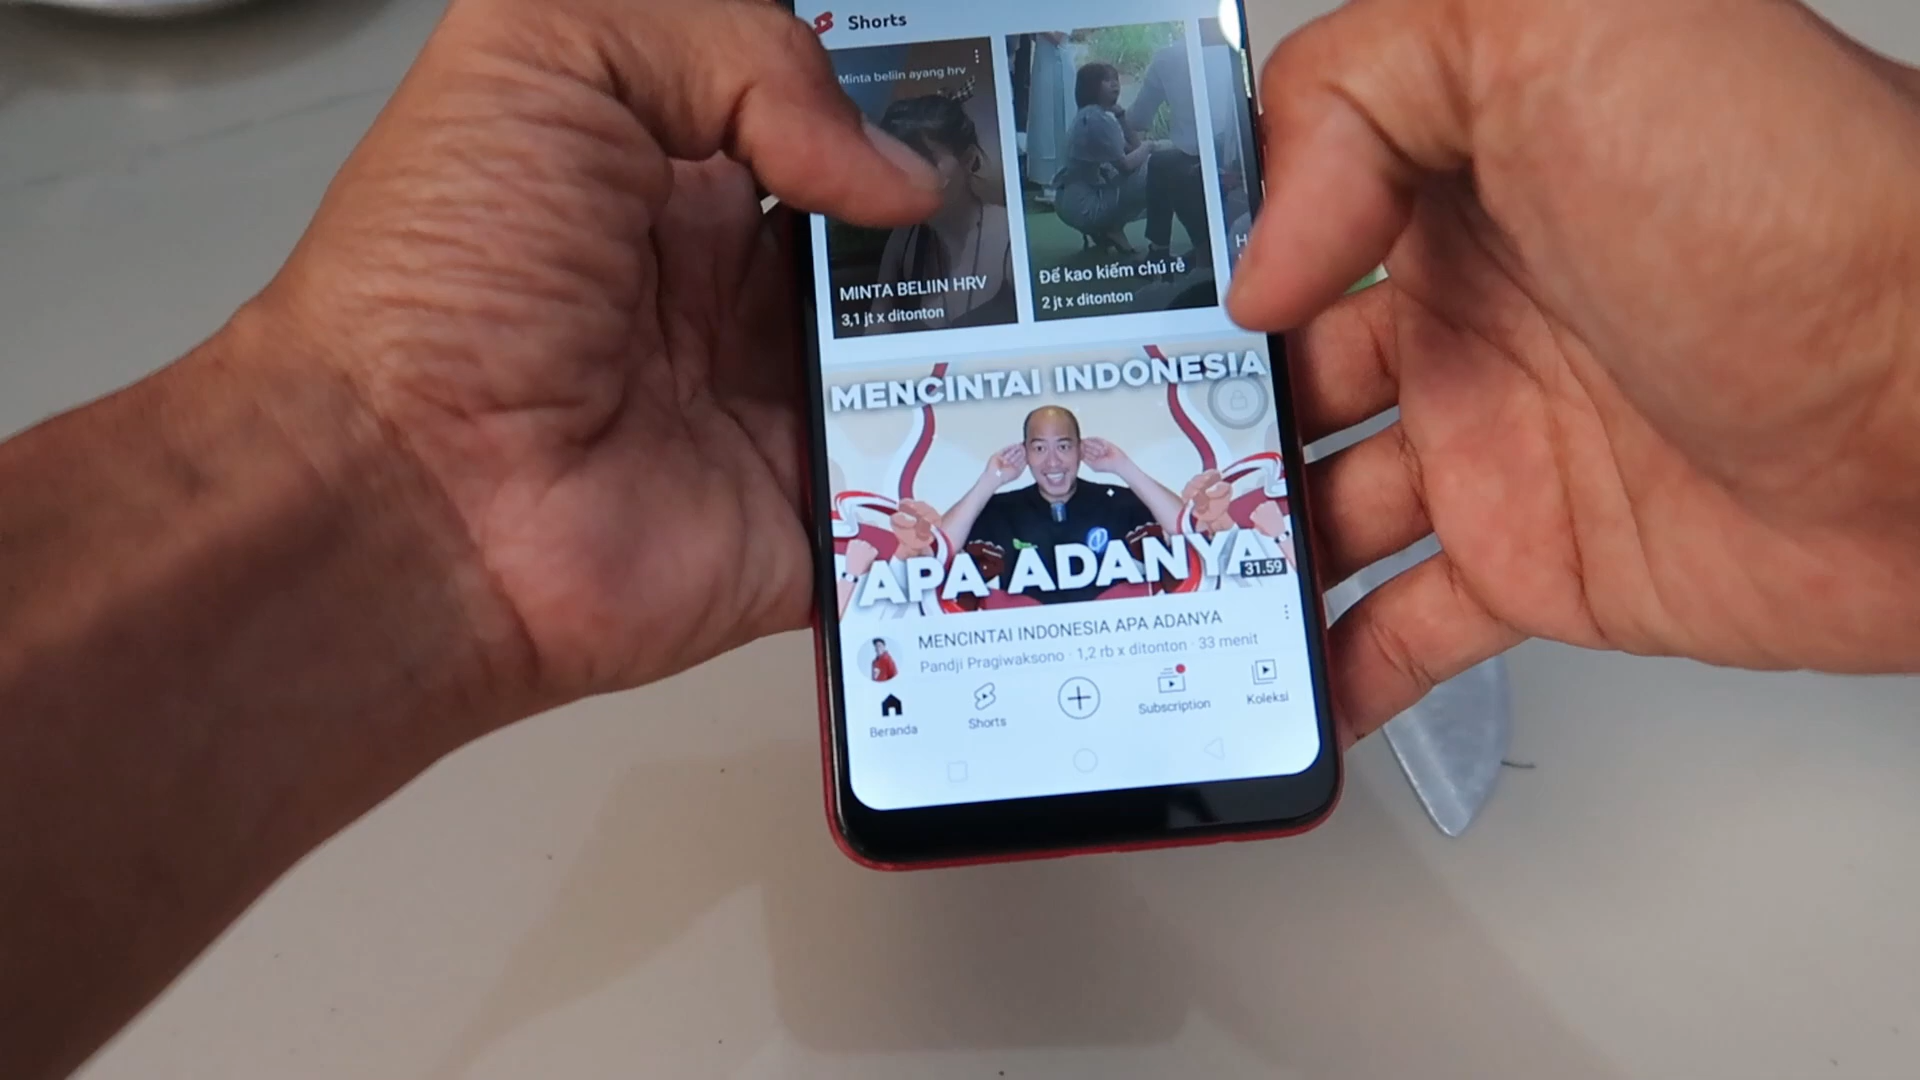 Shorts
Minta beliin ayang hrv
MINTA BELIIN HRV
3,1 jt x ditonton
Để kao kiếm chú rể
2 jt x ditonton
H
MENCINTAI INDONESIA
APA ADANYA
31.59
MENCINTAI INDONESIA APA ADANYA
Pandji Pragiwaksono · 1,2 rb x ditonton · 33 menit
Beranda
Shorts
Subscription
Koleksi